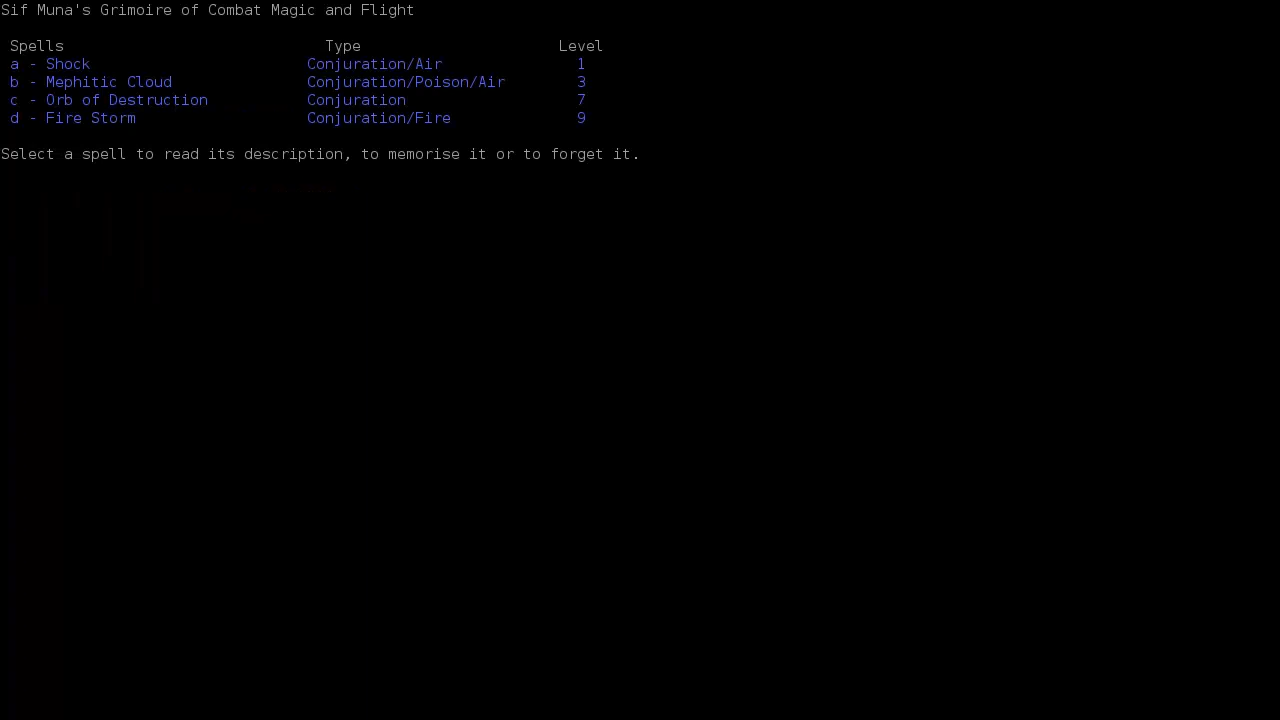 Sif Muna's Grimoire of Combat Magic and Flight
Spells Type Level
a - Shock Conjuration/Air 1
b - Mephitic Cloud Conjuration/Poison/Air 3
c - Orb of Destruction Conjuration 7
d - Fire Storm Conjuration/Fire 9
Select a spell to read its description, to memorise it or to forget it.